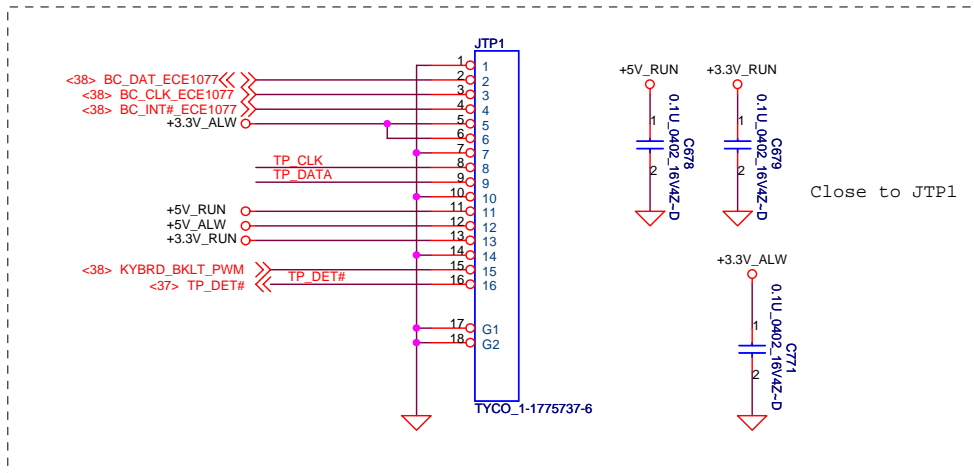 JTP1
1 1
<38> BC_DAT_ECE1077 2 2
<38> BC_CLK_ECE1077 3 3
<38> BC_INT#_ECE1077 4 4
+3.3V_ALW 5 5
6 6
7 7
TP_CLK 8 8
TP_DATA 9 9
10 10
+5V_RUN 11 11
+5V_ALW 12 12
+3.3V_RUN 13 13
14 14
<38> KYBRD_BKLT_PWM 15 15
<37> TP_DET# TP_DET# 16 16
17 G1
18 G2
TYCO_1-1775737-6
+5V_RUN
1
2
0.1U_0402_16V4Z~D
C678
+3.3V_RUN
1
2
0.1U_0402_16V4Z~D
C679
Close to JTP1
+3.3V_ALW
1
2
0.1U_0402_16V4Z~D
C771